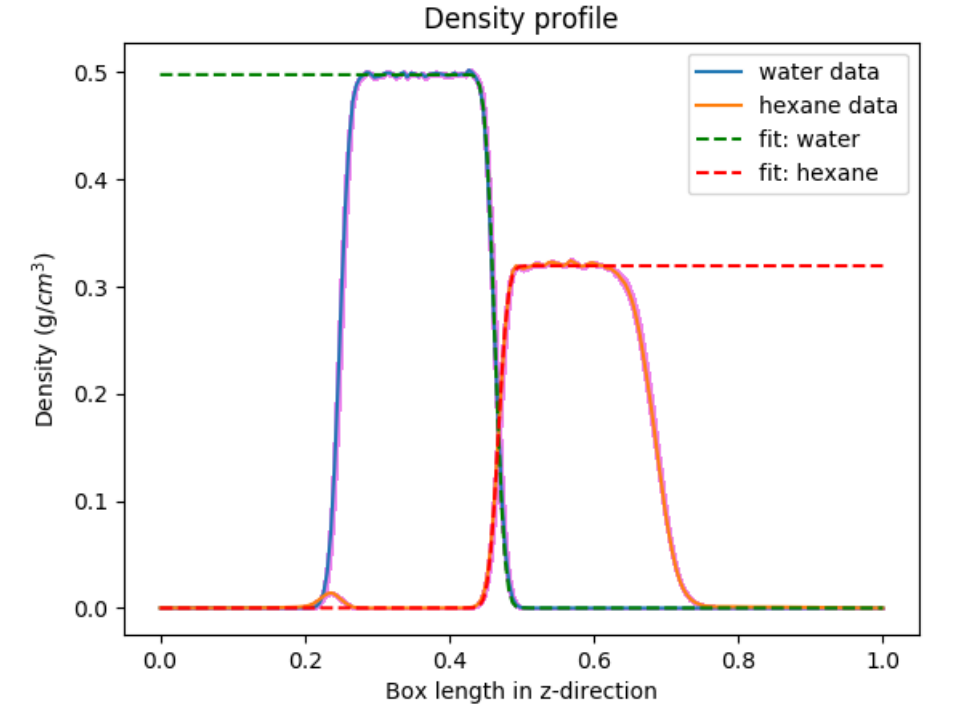 Density profile
0.5
0.4
0.3
0.2
0.1
0.0
Density (g/cm³)
water data
hexane data
fit: water
fit: hexane
0.0 0.2 0.4 0.6 0.8 1.0
Box length in z-direction